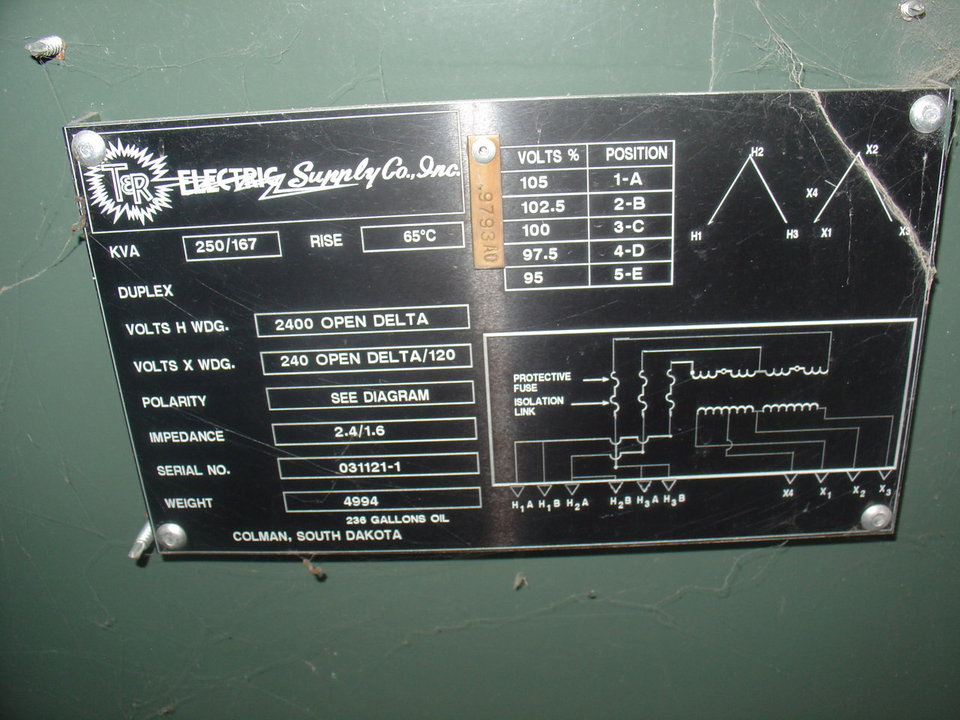 T&R ELECTRIC Supply Co., Inc.
KVA 250/167 RISE 65°C
DUPLEX
VOLTS H WDG. 2400 OPEN DELTA
VOLTS X WDG. 240 OPEN DELTA/120
POLARITY SEE DIAGRAM
IMPEDANCE 2.4/1.6
SERIAL NO. 031121-1
WEIGHT 4994
236 GALLONS OIL
COLMAN, SOUTH DAKOTA
9793A0
VOLTS % POSITION
105 1-A
102.5 2-B
100 3-C
97.5 4-D
95 5-E
H2
H1 H3
X2
X4
X1 X3
PROTECTIVE
FUSE
ISOLATION
LINK
H1A H1B H2A H2B H3A H3B X4 X1 X2 X3